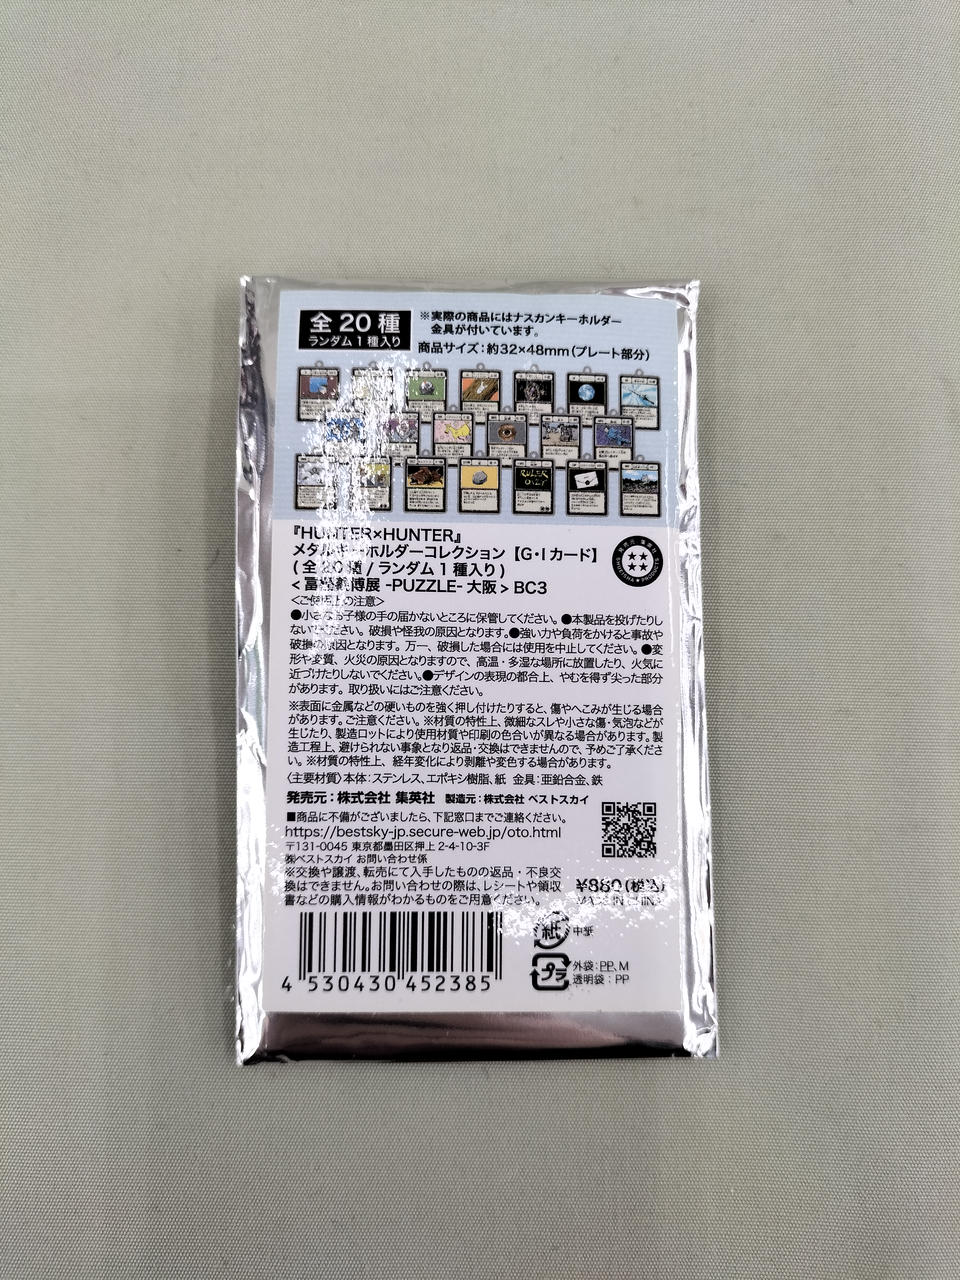 全 20 種
ランダム 1 種入り
※実際の商品にはナスカンキーホルダー
金具が付いています。
商品サイズ：約32×48mm（プレート部分）
RULER
ONLY
『HUNTER×HUNTER』
メタルキーホルダーコレクション【G・I カード】
( 全 20 種 / ランダム 1 種入り )
< 冨樫義博展 -PUZZLE- 大阪 > BC3
<ご使用上の注意>
●小さなお子様の手の届かないところに保管してください。●本製品を投げたりし
ないでください。破損や怪我の原因となります。●強い力や負荷をかけると事故や
破損の原因となります。万一、破損した場合には使用を中止してください。●変
形や変質、火災の原因となりますので、高温・多湿な場所に放置したり、火気に
近づけたりしないでください。●デザインの表現の都合上、やむを得ず尖った部分
があります。取り扱いにはご注意ください。
※表面に金属などの硬いものを強く押し付けたりすると、傷やへこみが生じる場合
があります。ご注意ください。※材質の特性上、微細なスレや小さな傷・気泡などが
生じたり、製造ロットにより使用材質や印刷の色合いが異なる場合があります。製
造工程上、避けられない事象となり返品・交換はできませんので、予めご了承くださ
い。※材質の特性上、経年変化により剥離や変色する場合があります。
〈主要材質〉本体：ステンレス、エポキシ樹脂、紙 金具：亜鉛合金、鉄
発売元：株式会社 集英社 製造元：株式会社 ベストスカイ
■商品に不備がございましたら、下記窓口までご連絡ください。
https://bestsky-jp.secure-web.jp/oto.html
〒131-0045 東京都墨田区押上 2-4-10-3F
㈱ベストスカイ お問い合わせ係
※交換や譲渡、転売にて入手したものの返品・不良交
換はできません。お問い合わせの際は、レシートや領収
書などの購入情報がわかるものをご用意ください。
¥880(税込)
MADE IN CHINA
紙 中紙
プラ 外袋：PP、M
透明袋：PP
4 530430 452385